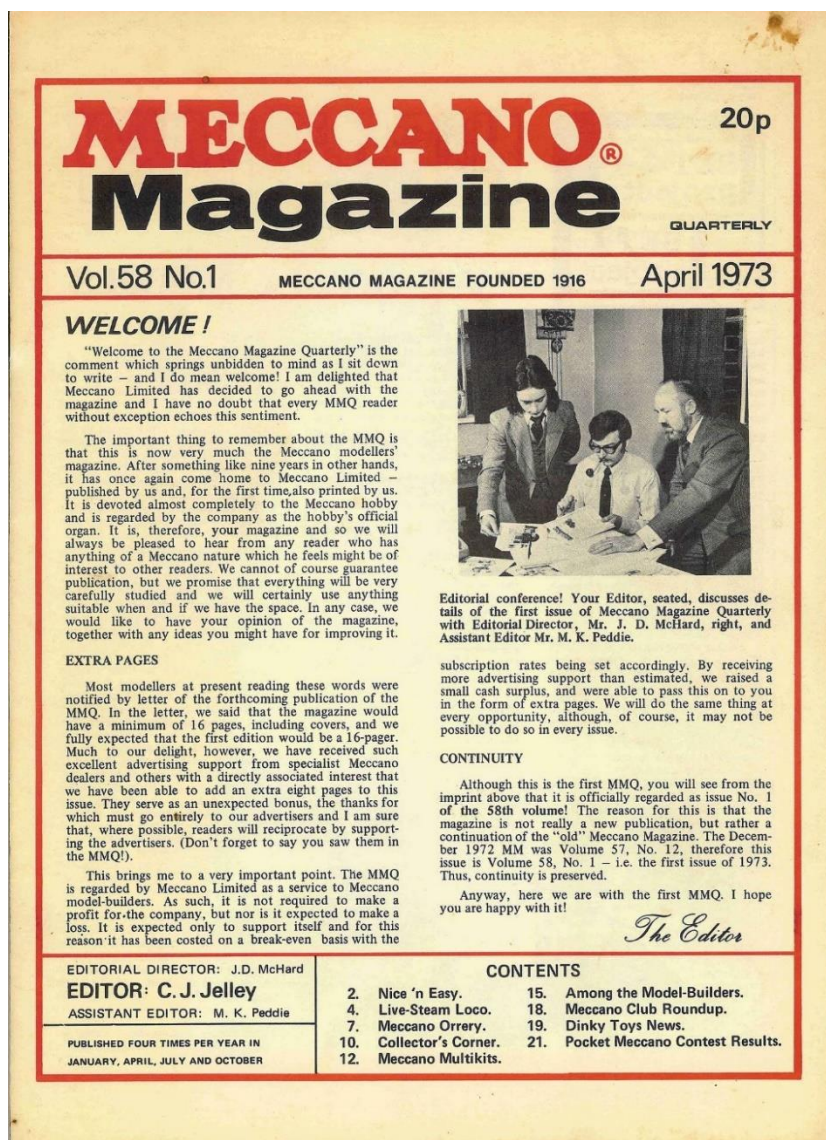 MECCANO®
20p
Magazine
QUARTERLY
Vol.58 No.1
MECCANO MAGAZINE FOUNDED 1916
April 1973
WELCOME!
“Welcome to the Meccano Magazine Quarterly” is the
comment which springs unbidden to mind as I sit down
to write – and I do mean welcome! I am delighted that
Meccano Limited has decided to go ahead with the
magazine and I have no doubt that every MMQ reader
without exception echoes this sentiment.
The important thing to remember about the MMQ is
that this is now very much the Meccano modellers'
magazine. After something like nine years in other hands,
it has once again come home to Meccano Limited –
published by us and, for the first time,also printed by us.
It is devoted almost completely to the Meccano hobby
and is regarded by the company as the hobby's official
organ. It is, therefore, your magazine and so we will
always be pleased to hear from any reader who has
anything of a Meccano nature which he feels might be of
interest to other readers. We cannot of course guarantee
publication, but we promise that everything will be very
carefully studied and we will certainly use anything
suitable when and if we have the space. In any case, we
would like to have your opinion of the magazine,
together with any ideas you might have for improving it.
EXTRA PAGES
Most modellers at present reading these words were
notified by letter of the forthcoming publication of the
MMQ. In the letter, we said that the magazine would
have a minimum of 16 pages, including covers, and we
fully expected that the first edition would be a 16-pager.
Much to our delight, however, we have received such
excellent advertising support from specialist Meccano
dealers and others with a directly associated interest that
we have been able to add an extra eight pages to this
issue. They serve as an unexpected bonus, the thanks for
which must go entirely to our advertisers and I am sure
that, where possible, readers will reciprocate by support-
ing the advertisers. (Don't forget to say you saw them in
the MMQ!).
This brings me to a very important point. The MMQ
is regarded by Meccano Limited as a service to Meccano
model-builders. As such, it is not required to make a
profit for the company, but nor is it expected to make a
loss. It is expected only to support itself and for this
reason it has been costed on a break-even basis with the
Editorial conference! Your Editor, seated, discusses de-
tails of the first issue of Meccano Magazine Quarterly
with Editorial Director, Mr. J. D. McHard, right, and
Assistant Editor Mr. M. K. Peddie.
subscription rates being set accordingly. By receiving
more advertising support than estimated, we raised a
small cash surplus, and were able to pass this on to you
in the form of extra pages. We will do the same thing at
every opportunity, although, of course, it may not be
possible to do so in every issue.
CONTINUITY
Although this is the first MMQ, you will see from the
imprint above that it is officially regarded as issue No. 1
of the 58th volume! The reason for this is that the
magazine is not really a new publication, but rather a
continuation of the “old” Meccano Magazine. The Decem-
ber 1972 MM was Volume 57, No. 12, therefore this
issue is Volume 58, No. 1 – i.e. the first issue of 1973.
Thus, continuity is preserved.
Anyway, here we are with the first MMQ. I hope
you are happy with it!
The Editor
EDITORIAL DIRECTOR: J.D. McHard
EDITOR: C. J. Jelley
ASSISTANT EDITOR: M. K. Peddie
PUBLISHED FOUR TIMES PER YEAR IN
JANUARY, APRIL, JULY AND OCTOBER
CONTENTS
2. Nice 'n Easy.
4. Live-Steam Loco.
7. Meccano Orrery.
10. Collector's Corner.
12. Meccano Multikits.
15. Among the Model-Builders.
18. Meccano Club Roundup.
19. Dinky Toys News.
21. Pocket Meccano Contest Results.